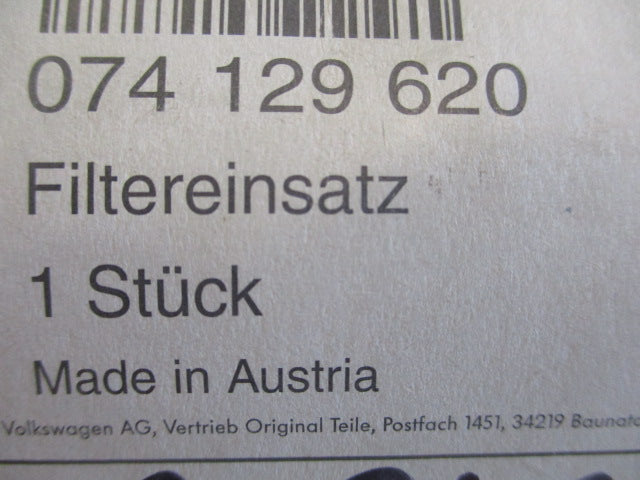 074 129 620
Filtereinsatz
1 Stück
Made in Austria
Volkswagen AG, Vertrieb Original Teile, Postfach 1451, 34219